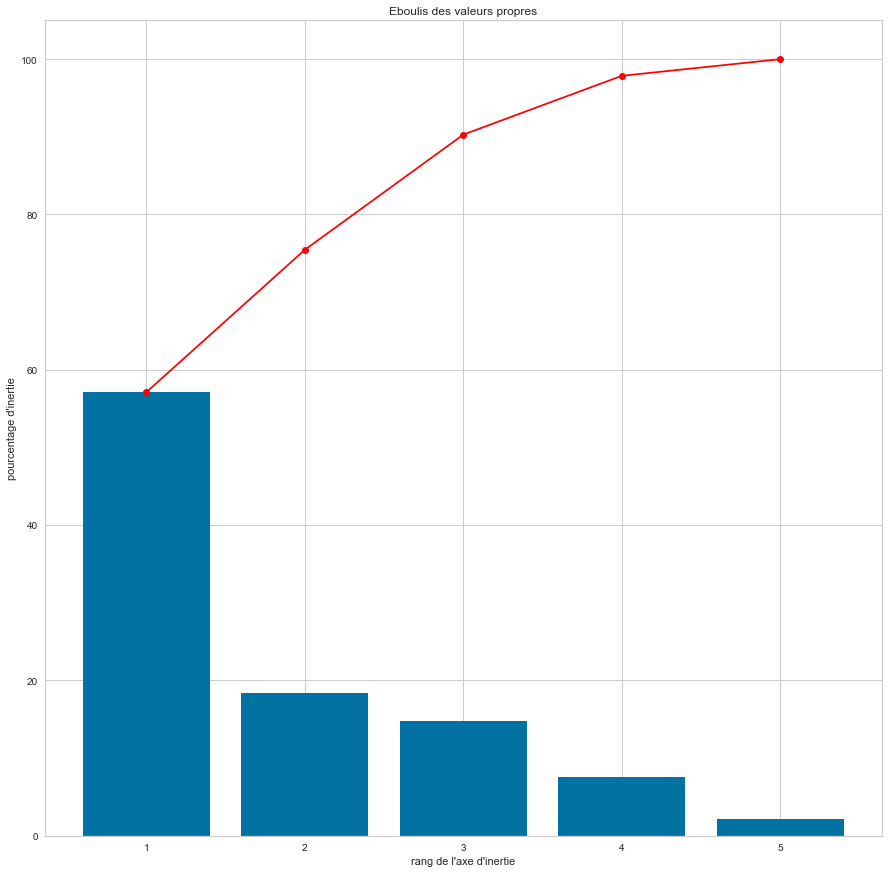 Eboulis des valeurs propres
100
80
60
40
20
0
pourcentage d'inertie
1 2 3 4 5
rang de l'axe d'inertie